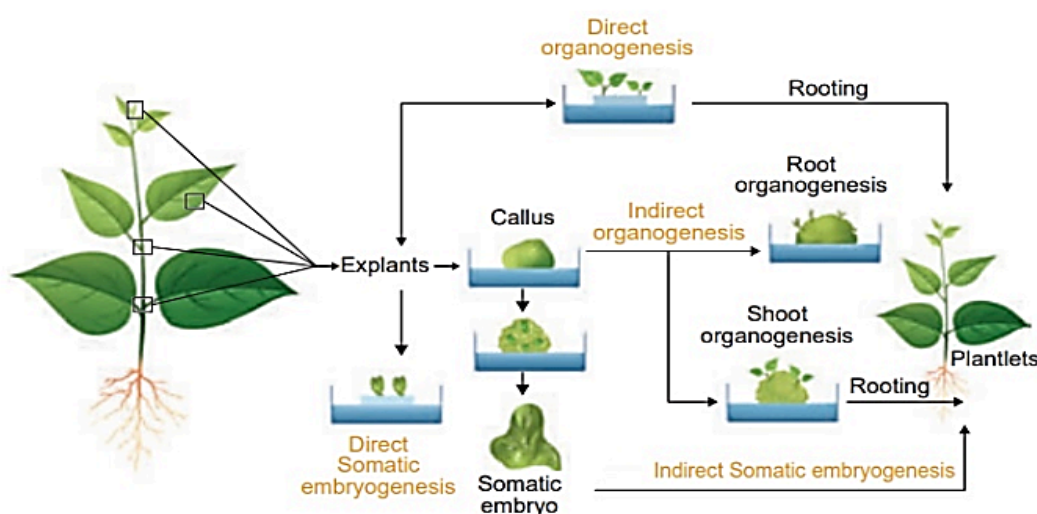 Direct
organogenesis
Rooting
Root
organogenesis
Callus
Indirect
organogenesis
Explants
Shoot
organogenesis
Plantlets
Rooting
Direct
Somatic
embryogenesis
Somatic
embryo
Indirect Somatic embryogenesis